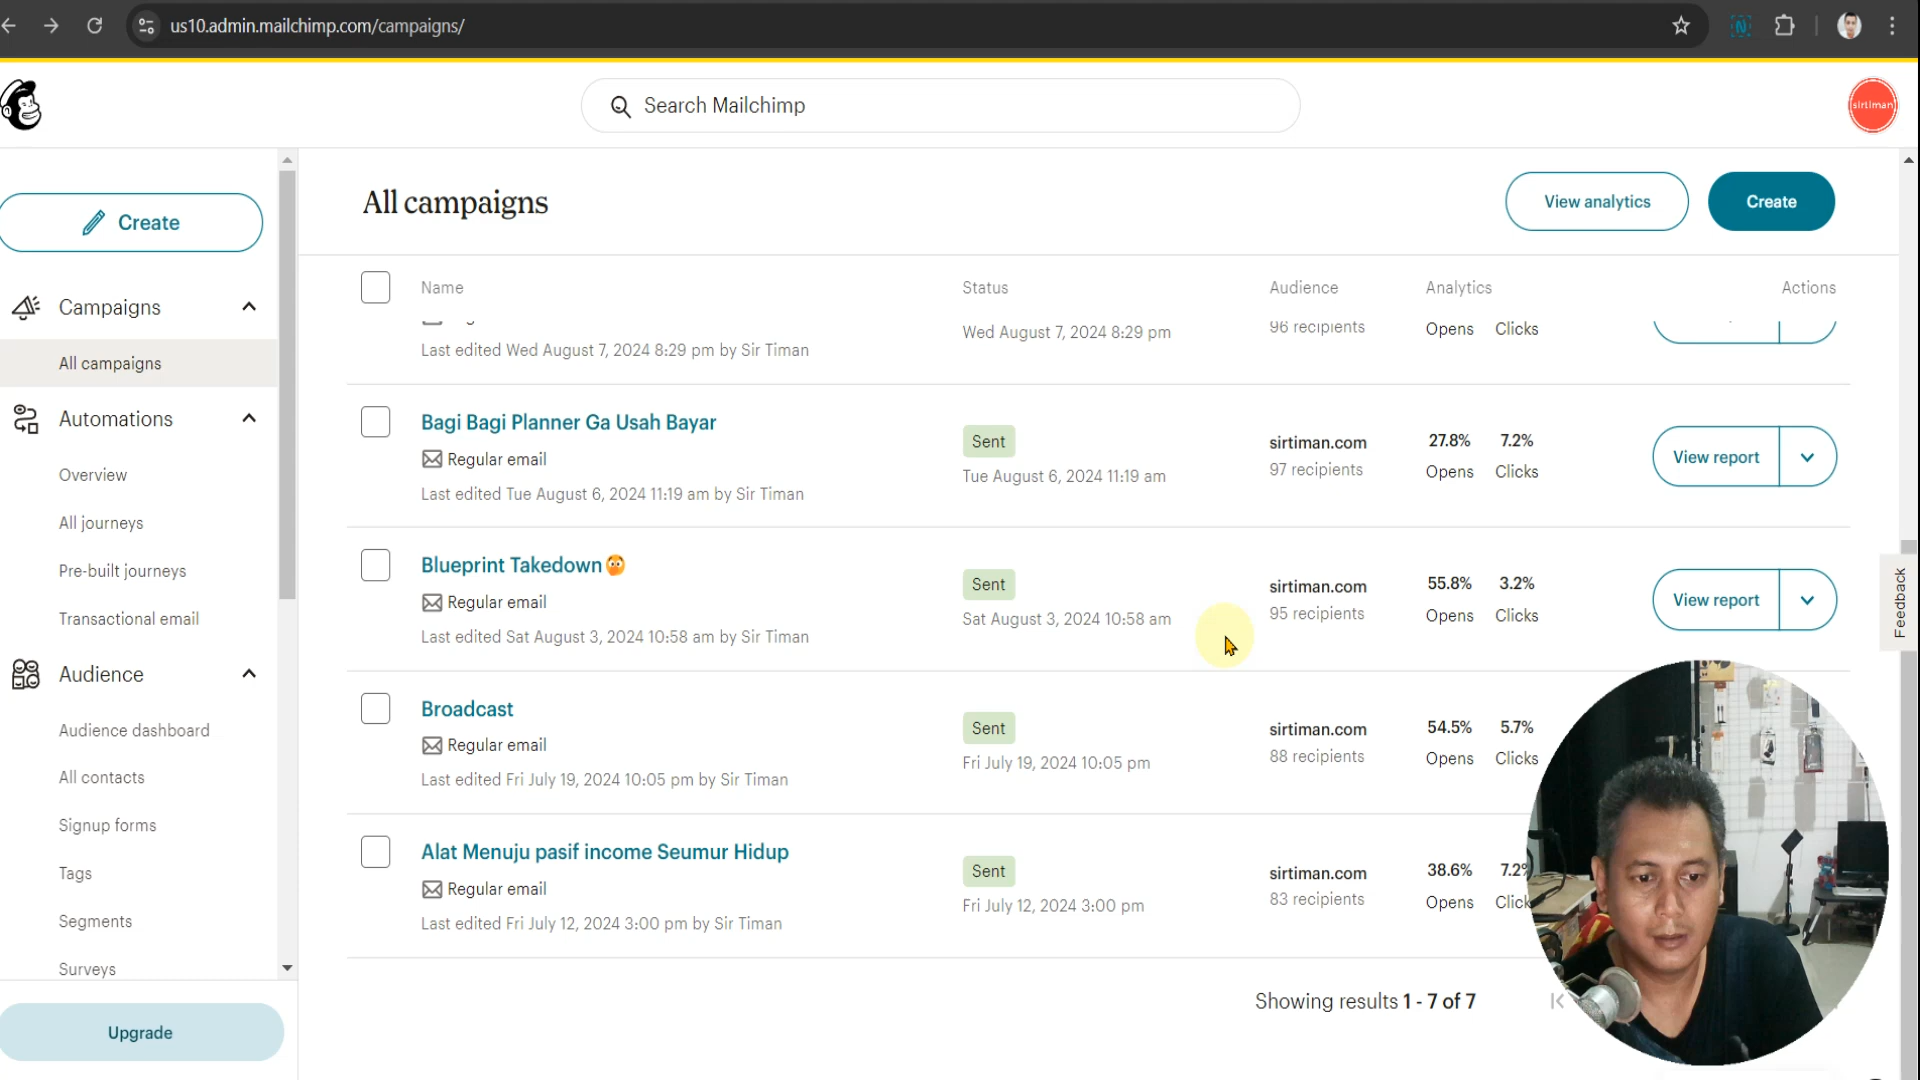 us10.admin.mailchimp.com/campaigns/
Search Mailchimp
sirtiman
Create
Campaigns
All campaigns
Automations
Overview
All journeys
Pre-built journeys
Transactional email
Audience
Audience dashboard
All contacts
Signup forms
Tags
Segments
Surveys
Upgrade
All campaigns
View analytics
Create
Name Status Audience Analytics Actions
Wed August 7, 2024 8:29 pm 96 recipients Opens Clicks
Last edited Wed August 7, 2024 8:29 pm by Sir Timan
Bagi Bagi Planner Ga Usah Bayar
Regular email
Last edited Tue August 6, 2024 11:19 am by Sir Timan
Sent
Tue August 6, 2024 11:19 am
sirtiman.com
97 recipients
27.8% 7.2%
Opens Clicks
View report
Blueprint Takedown🫣
Regular email
Last edited Sat August 3, 2024 10:58 am by Sir Timan
Sent
Sat August 3, 2024 10:58 am
sirtiman.com
95 recipients
55.8% 3.2%
Opens Clicks
View report
Broadcast
Regular email
Last edited Fri July 19, 2024 10:05 pm by Sir Timan
Sent
Fri July 19, 2024 10:05 pm
sirtiman.com
88 recipients
54.5% 5.7%
Opens Clicks
Alat Menuju pasif income Seumur Hidup
Regular email
Last edited Fri July 12, 2024 3:00 pm by Sir Timan
Sent
Fri July 12, 2024 3:00 pm
sirtiman.com
83 recipients
38.6% 7.2%
Opens Click
Showing results 1 - 7 of 7
Feedback